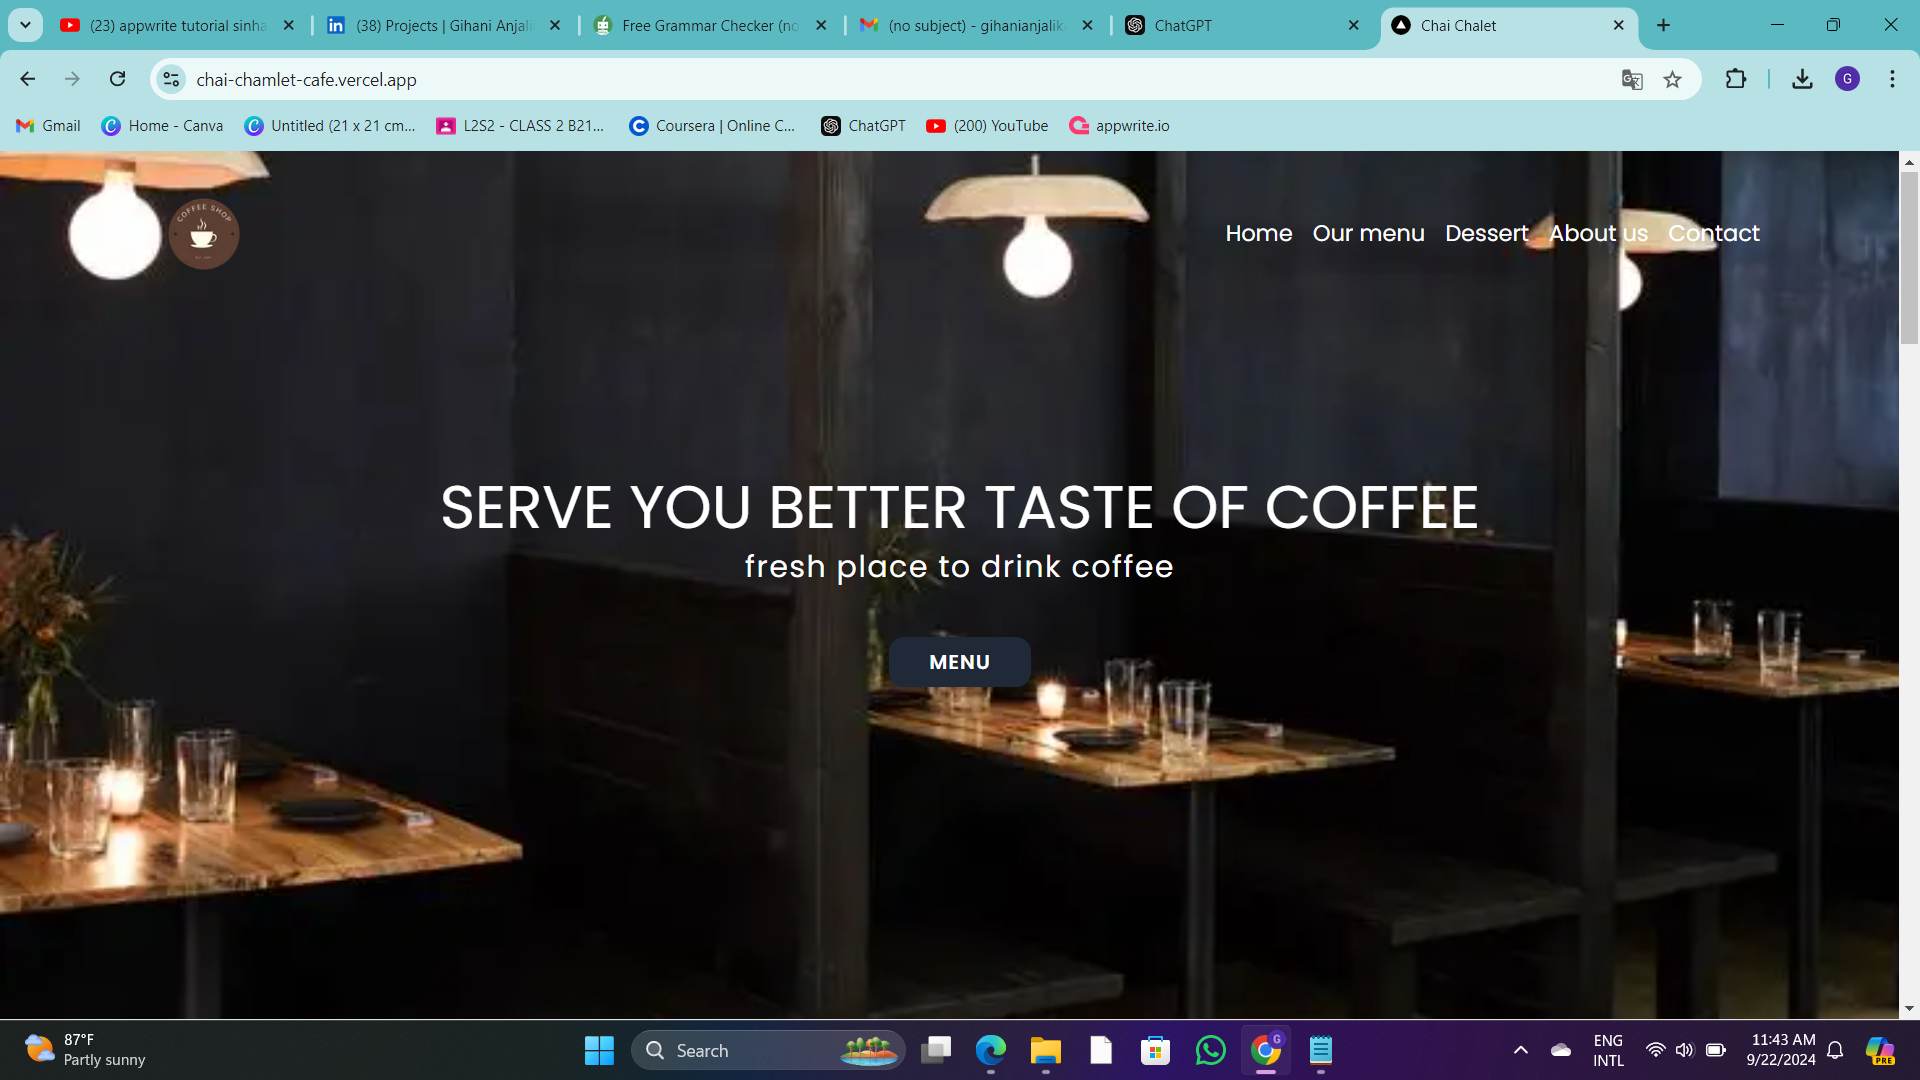 (23) appwrite tutorial sinha
(38) Projects | Gihani Anjali
Free Grammar Checker (no
(no subject) - gihanianjalika
ChatGPT
Chai Chalet
chai-chamlet-cafe.vercel.app
G
Gmail
Home - Canva
Untitled (21 x 21 cm...
L2S2 - CLASS 2 B21...
Coursera | Online C...
ChatGPT
(200) YouTube
appwrite.io
COFFEE SHOP
Home Our menu Dessert About us Contact
SERVE YOU BETTER TASTE OF COFFEE
fresh place to drink coffee
MENU
87°F
Partly sunny
Search
G
ENG
INTL
11:43 AM
9/22/2024
PRE